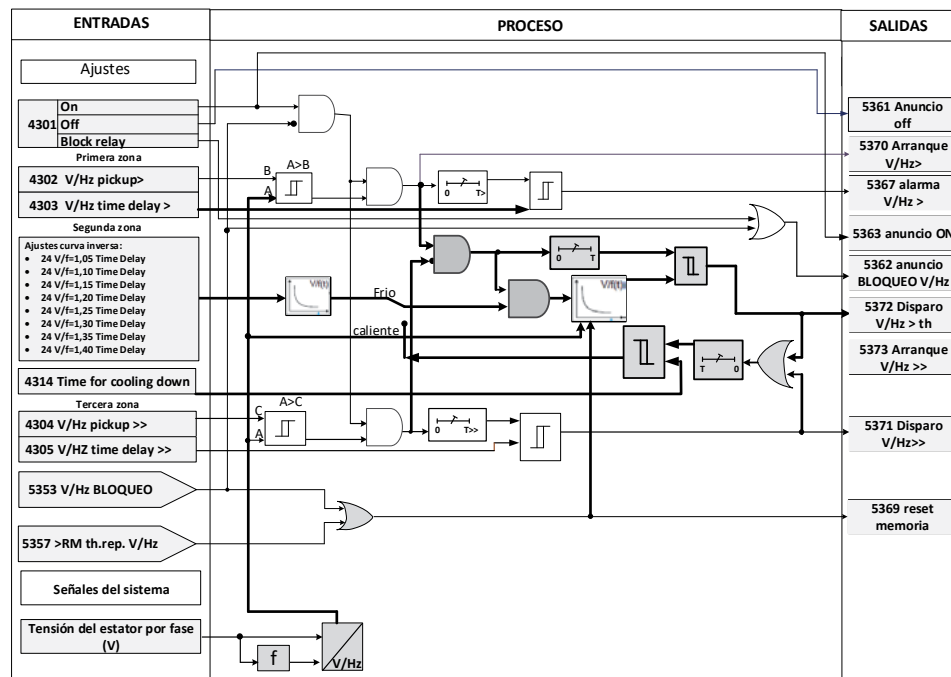 ENTRADAS
PROCESO
SALIDAS
Ajustes
4301
On
Off
Block relay
Primera zona
4302 V/Hz pickup>
4303 V/Hz time delay >
Segunda zona
Ajustes curva inversa:
• 24 V/f=1,05 Time Delay
• 24 V/f=1,10 Time Delay
• 24 V/f=1,15 Time Delay
• 24 V/f=1,20 Time Delay
• 24 V/f=1,25 Time Delay
• 24 V/f=1,30 Time Delay
• 24 V/f=1,35 Time Delay
• 24 V/f=1,40 Time Delay
4314 Time for cooling down
Tercera zona
4304 V/Hz pickup >>
4305 V/HZ time delay >>
5353 V/Hz BLOQUEO
5357 >RM th.rep. V/Hz
Señales del sistema
Tensión del estator por fase
(V)
A>B
B
A
0 T>
V/f(t)
Frio
caliente
0 T
V/f(t)
T 0
A>C
C
A
0 T>>
f
V/Hz
5361 Anuncio
off
5370 Arranque
V/Hz>
5367 alarma
V/Hz >
5363 anuncio ON
5362 anuncio
BLOQUEO V/Hz
5372 Disparo
V/Hz > th
5373 Arranque
V/Hz >>
5371 Disparo
V/Hz>>
5369 reset
memoria